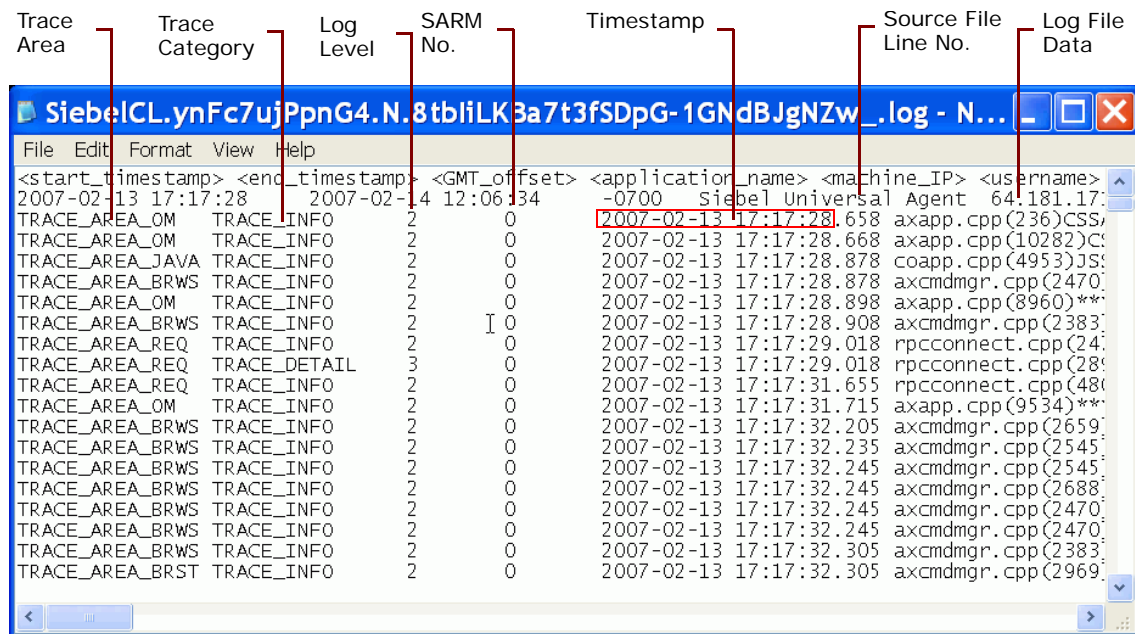 Trace Area
Trace Category
Log Level
SARM No.
Timestamp
Source File Line No.
Log File Data
SiebelCL.ynFc7ujPpnG4.N.8tbIiLKBa7t3fSDpG-1GNdBJgNZw_.log - N...
File Edit Format View Help
<start_timestamp> <end_timestamp> <GMT_offset> <application_name> <machine_IP> <username>
2007-02-13 17:17:28 2007-02-14 12:06:34 -0700 Siebel Universal Agent 64.181.17
TRACE_AREA_OM TRACE_INFO 2 0 2007-02-13 17:17:28.658 axapp.cpp(236)CSSA
TRACE_AREA_OM TRACE_INFO 2 0 2007-02-13 17:17:28.668 axapp.cpp(10282)CS
TRACE_AREA_JAVA TRACE_INFO 2 0 2007-02-13 17:17:28.878 coapp.cpp(4953)JSS
TRACE_AREA_BRWS TRACE_INFO 2 0 2007-02-13 17:17:28.878 axcmdmgr.cpp(2470
TRACE_AREA_OM TRACE_INFO 2 0 2007-02-13 17:17:28.898 axapp.cpp(8960)**
TRACE_AREA_BRWS TRACE_INFO 2 0 2007-02-13 17:17:28.908 axcmdmgr.cpp(2383
TRACE_AREA_REQ TRACE_INFO 2 0 2007-02-13 17:17:29.018 rpcconnect.cpp(24
TRACE_AREA_REQ TRACE_DETAIL 3 0 2007-02-13 17:17:29.018 rpcconnect.cpp(28
TRACE_AREA_REQ TRACE_INFO 2 0 2007-02-13 17:17:31.655 rpcconnect.cpp(480
TRACE_AREA_OM TRACE_INFO 2 0 2007-02-13 17:17:31.715 axapp.cpp(9534)**
TRACE_AREA_BRWS TRACE_INFO 2 0 2007-02-13 17:17:32.205 axcmdmgr.cpp(2659
TRACE_AREA_BRWS TRACE_INFO 2 0 2007-02-13 17:17:32.235 axcmdmgr.cpp(2545
TRACE_AREA_BRWS TRACE_INFO 2 0 2007-02-13 17:17:32.245 axcmdmgr.cpp(2545
TRACE_AREA_BRWS TRACE_INFO 2 0 2007-02-13 17:17:32.245 axcmdmgr.cpp(2688
TRACE_AREA_BRWS TRACE_INFO 2 0 2007-02-13 17:17:32.245 axcmdmgr.cpp(2470
TRACE_AREA_BRWS TRACE_INFO 2 0 2007-02-13 17:17:32.245 axcmdmgr.cpp(2470
TRACE_AREA_BRWS TRACE_INFO 2 0 2007-02-13 17:17:32.305 axcmdmgr.cpp(2383
TRACE_AREA_BRST TRACE_INFO 2 0 2007-02-13 17:17:32.305 axcmdmgr.cpp(2969